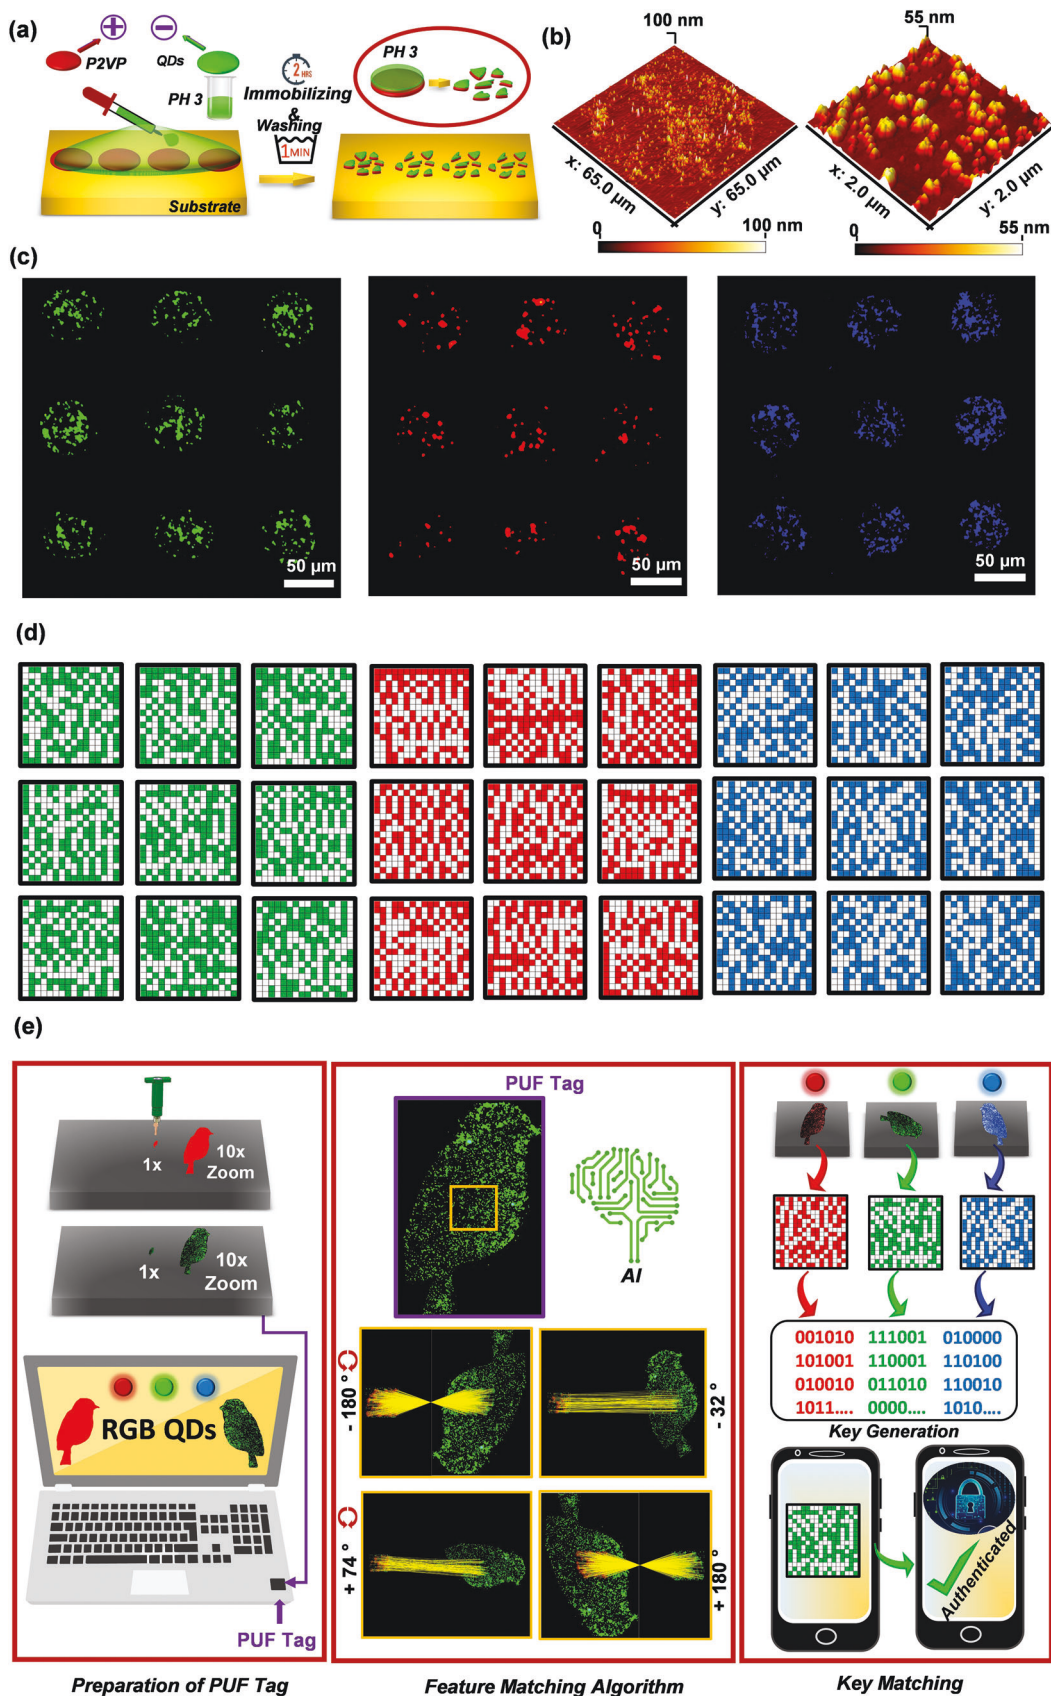 (a)
P2VP
QDs
PH 3
2
HRS
Immobilizing
&
Washing
1 MIN
PH 3
Substrate
(b)
100 nm
x: 65.0 µm
y: 65.0 µm
0
100 nm
55 nm
x: 2.0 µm
y: 2.0 µm
0
55 nm
(c)
50 µm
50 µm
50 µm
(d)
(e)
1x
10x
Zoom
1x
10x
Zoom
RGB QDs
PUF Tag
Preparation of PUF Tag
PUF Tag
AI
- 180 °
- 32 °
+ 74 °
+ 180 °
Feature Matching Algorithm
001010 111001 010000
101001 110001 110100
010010 011010 110010
1011.... 0000.... 1010....
Key Generation
Authenticated
Key Matching